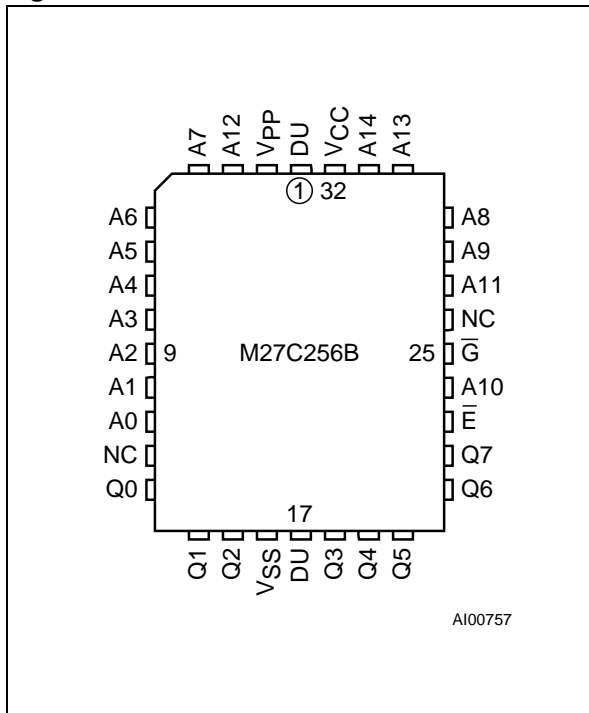 A7 A12 VPP DU VCC A14 A13
① 32
A6 A8
A5 A9
A4 A11
A3 NC
A2 9 M27C256B 25 G̅
A1 A10
A0 E̅
NC Q7
Q0 Q6
17
Q1 Q2 VSS DU Q3 Q4 Q5
AI00757